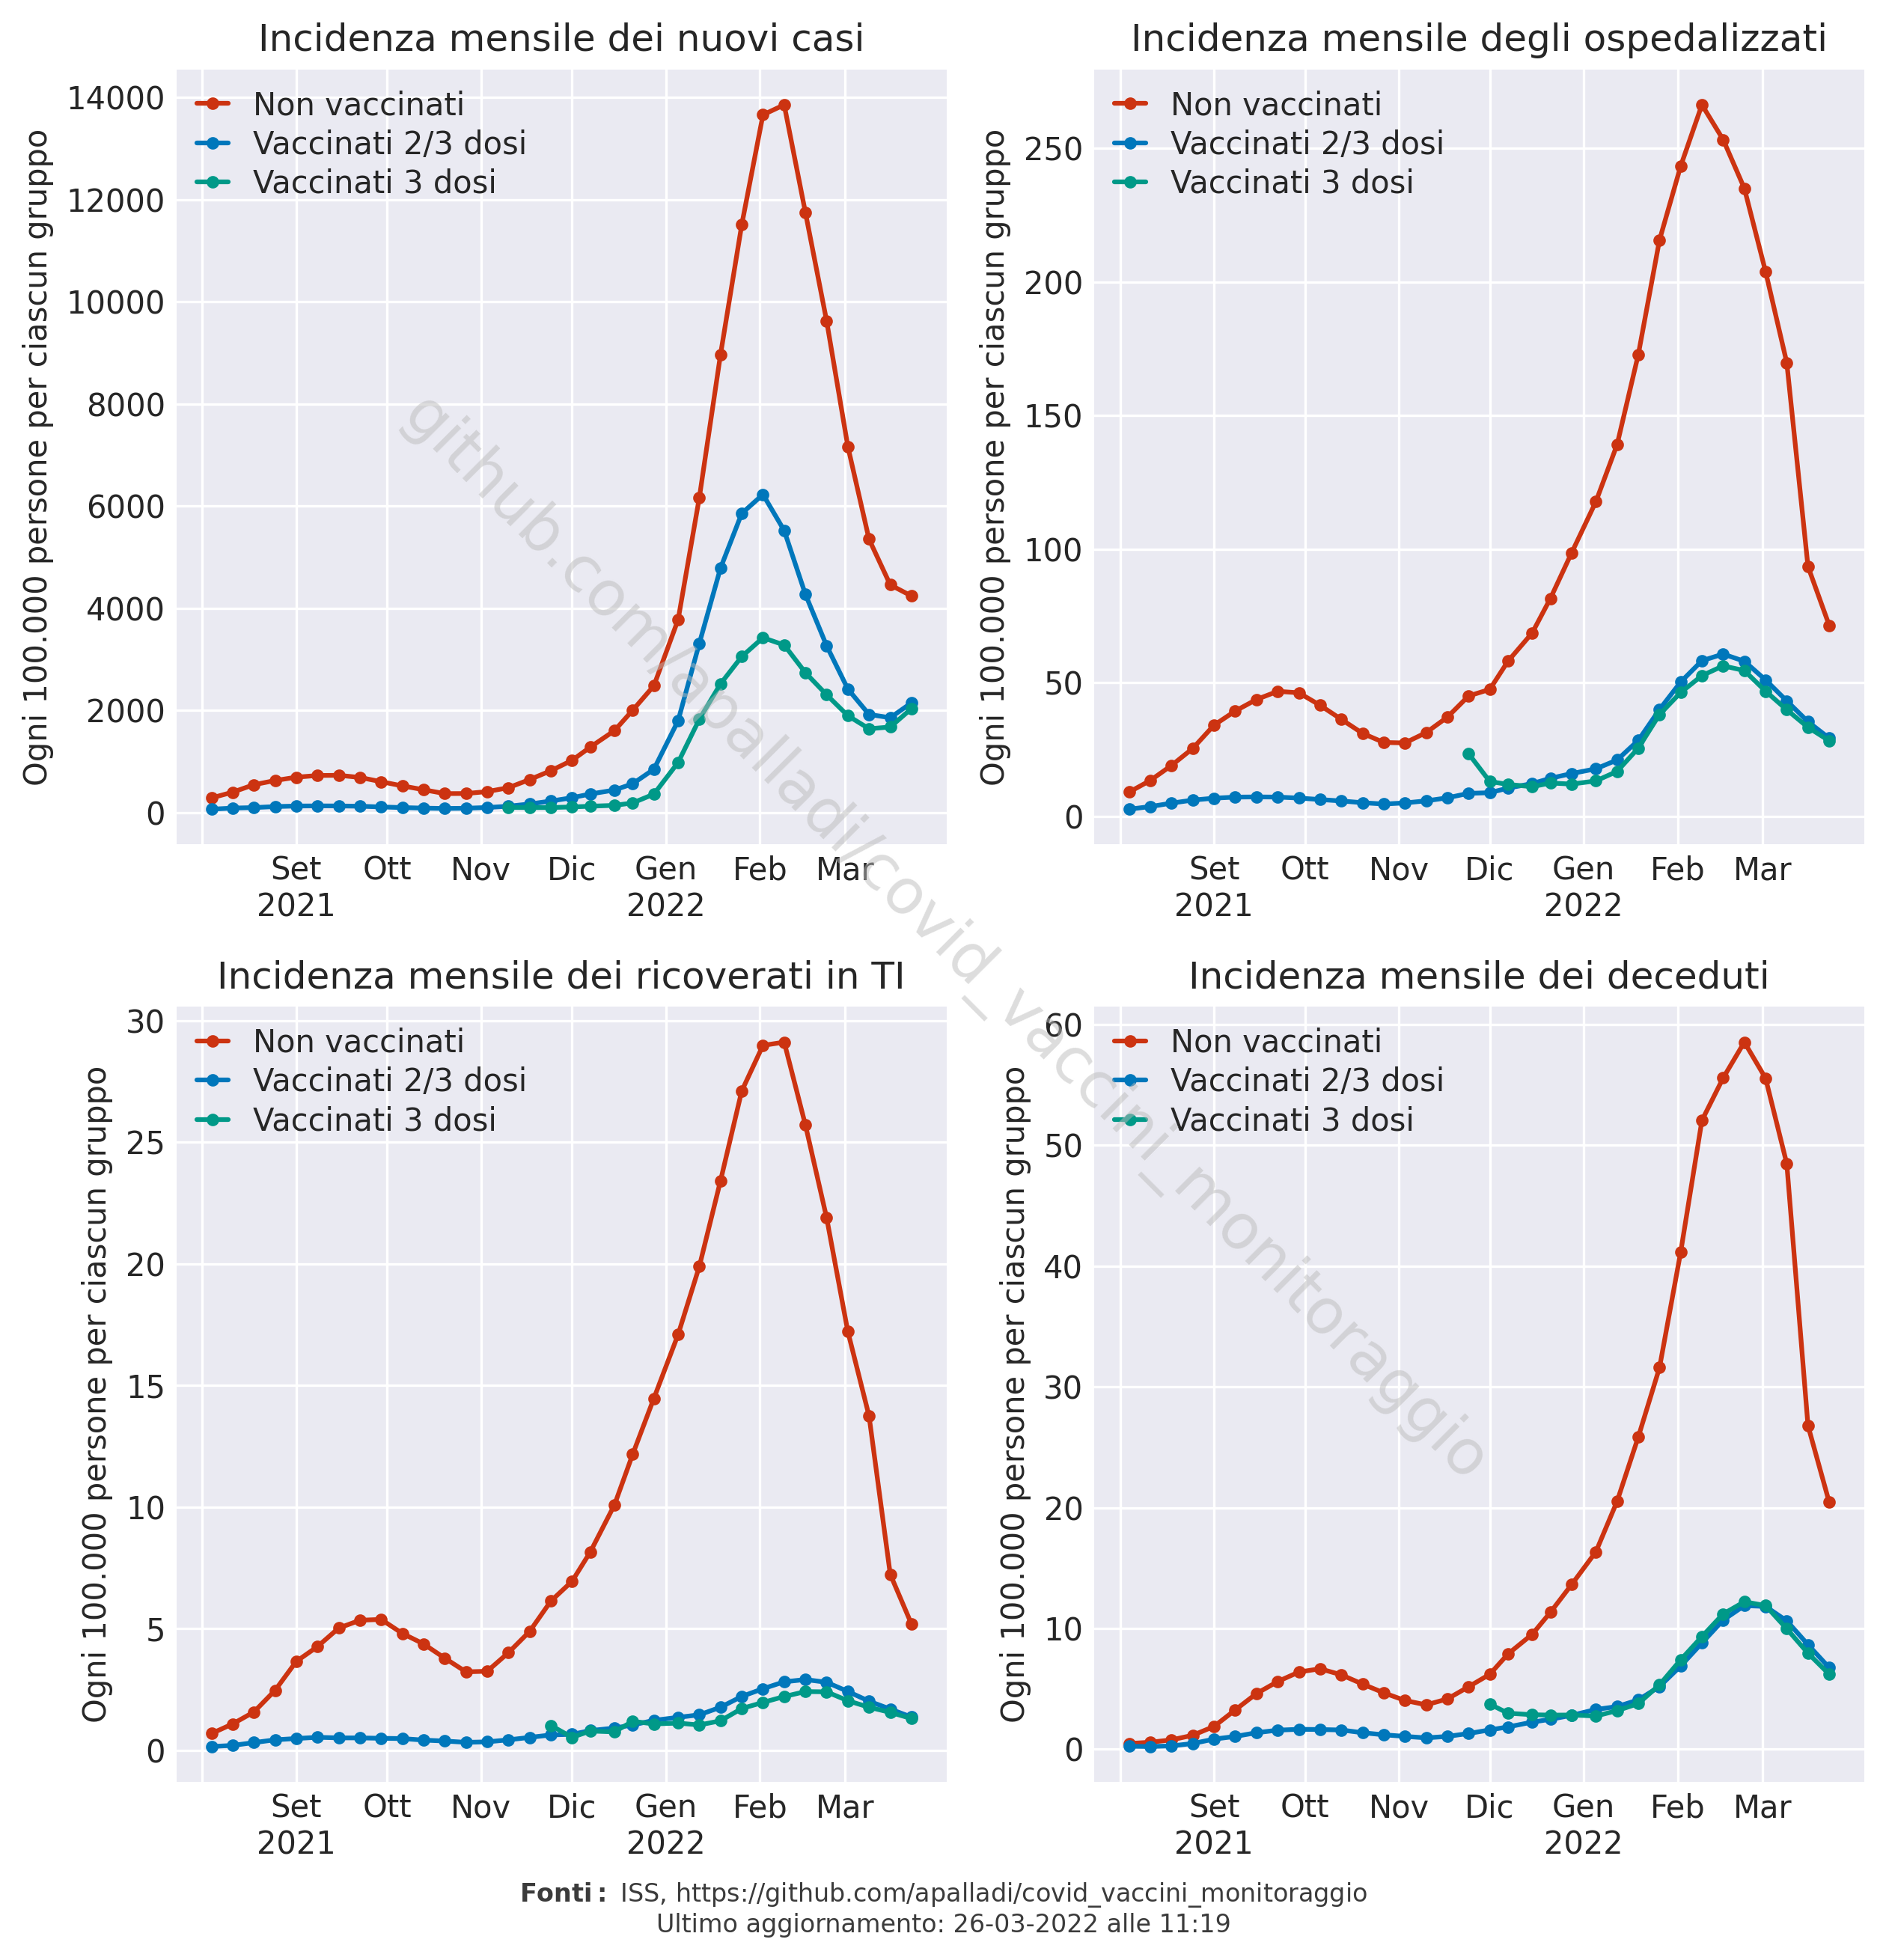 Incidenza mensile dei nuovi casi
Ogni 100.000 persone per ciascun gruppo
14000
12000
10000
8000
6000
4000
2000
0
Non vaccinati
Vaccinati 2/3 dosi
Vaccinati 3 dosi
Set
2021
Ott
Nov
Dic
Gen
2022
Feb
Mar
Incidenza mensile degli ospedalizzati
Ogni 100.000 persone per ciascun gruppo
250
200
150
100
50
0
Non vaccinati
Vaccinati 2/3 dosi
Vaccinati 3 dosi
Set
2021
Ott
Nov
Dic
Gen
2022
Feb
Mar
Incidenza mensile dei ricoverati in TI
Ogni 100.000 persone per ciascun gruppo
30
25
20
15
10
5
0
Non vaccinati
Vaccinati 2/3 dosi
Vaccinati 3 dosi
Set
2021
Ott
Nov
Dic
Gen
2022
Feb
Mar
Incidenza mensile dei deceduti
Ogni 100.000 persone per ciascun gruppo
60
50
40
30
20
10
0
Non vaccinati
Vaccinati 2/3 dosi
Vaccinati 3 dosi
Set
2021
Ott
Nov
Dic
Gen
2022
Feb
Mar
github.com/apalladi/covid_vaccini_monitoraggio
Fonti: ISS, https://github.com/apalladi/covid_vaccini_monitoraggio
Ultimo aggiornamento: 26-03-2022 alle 11:19